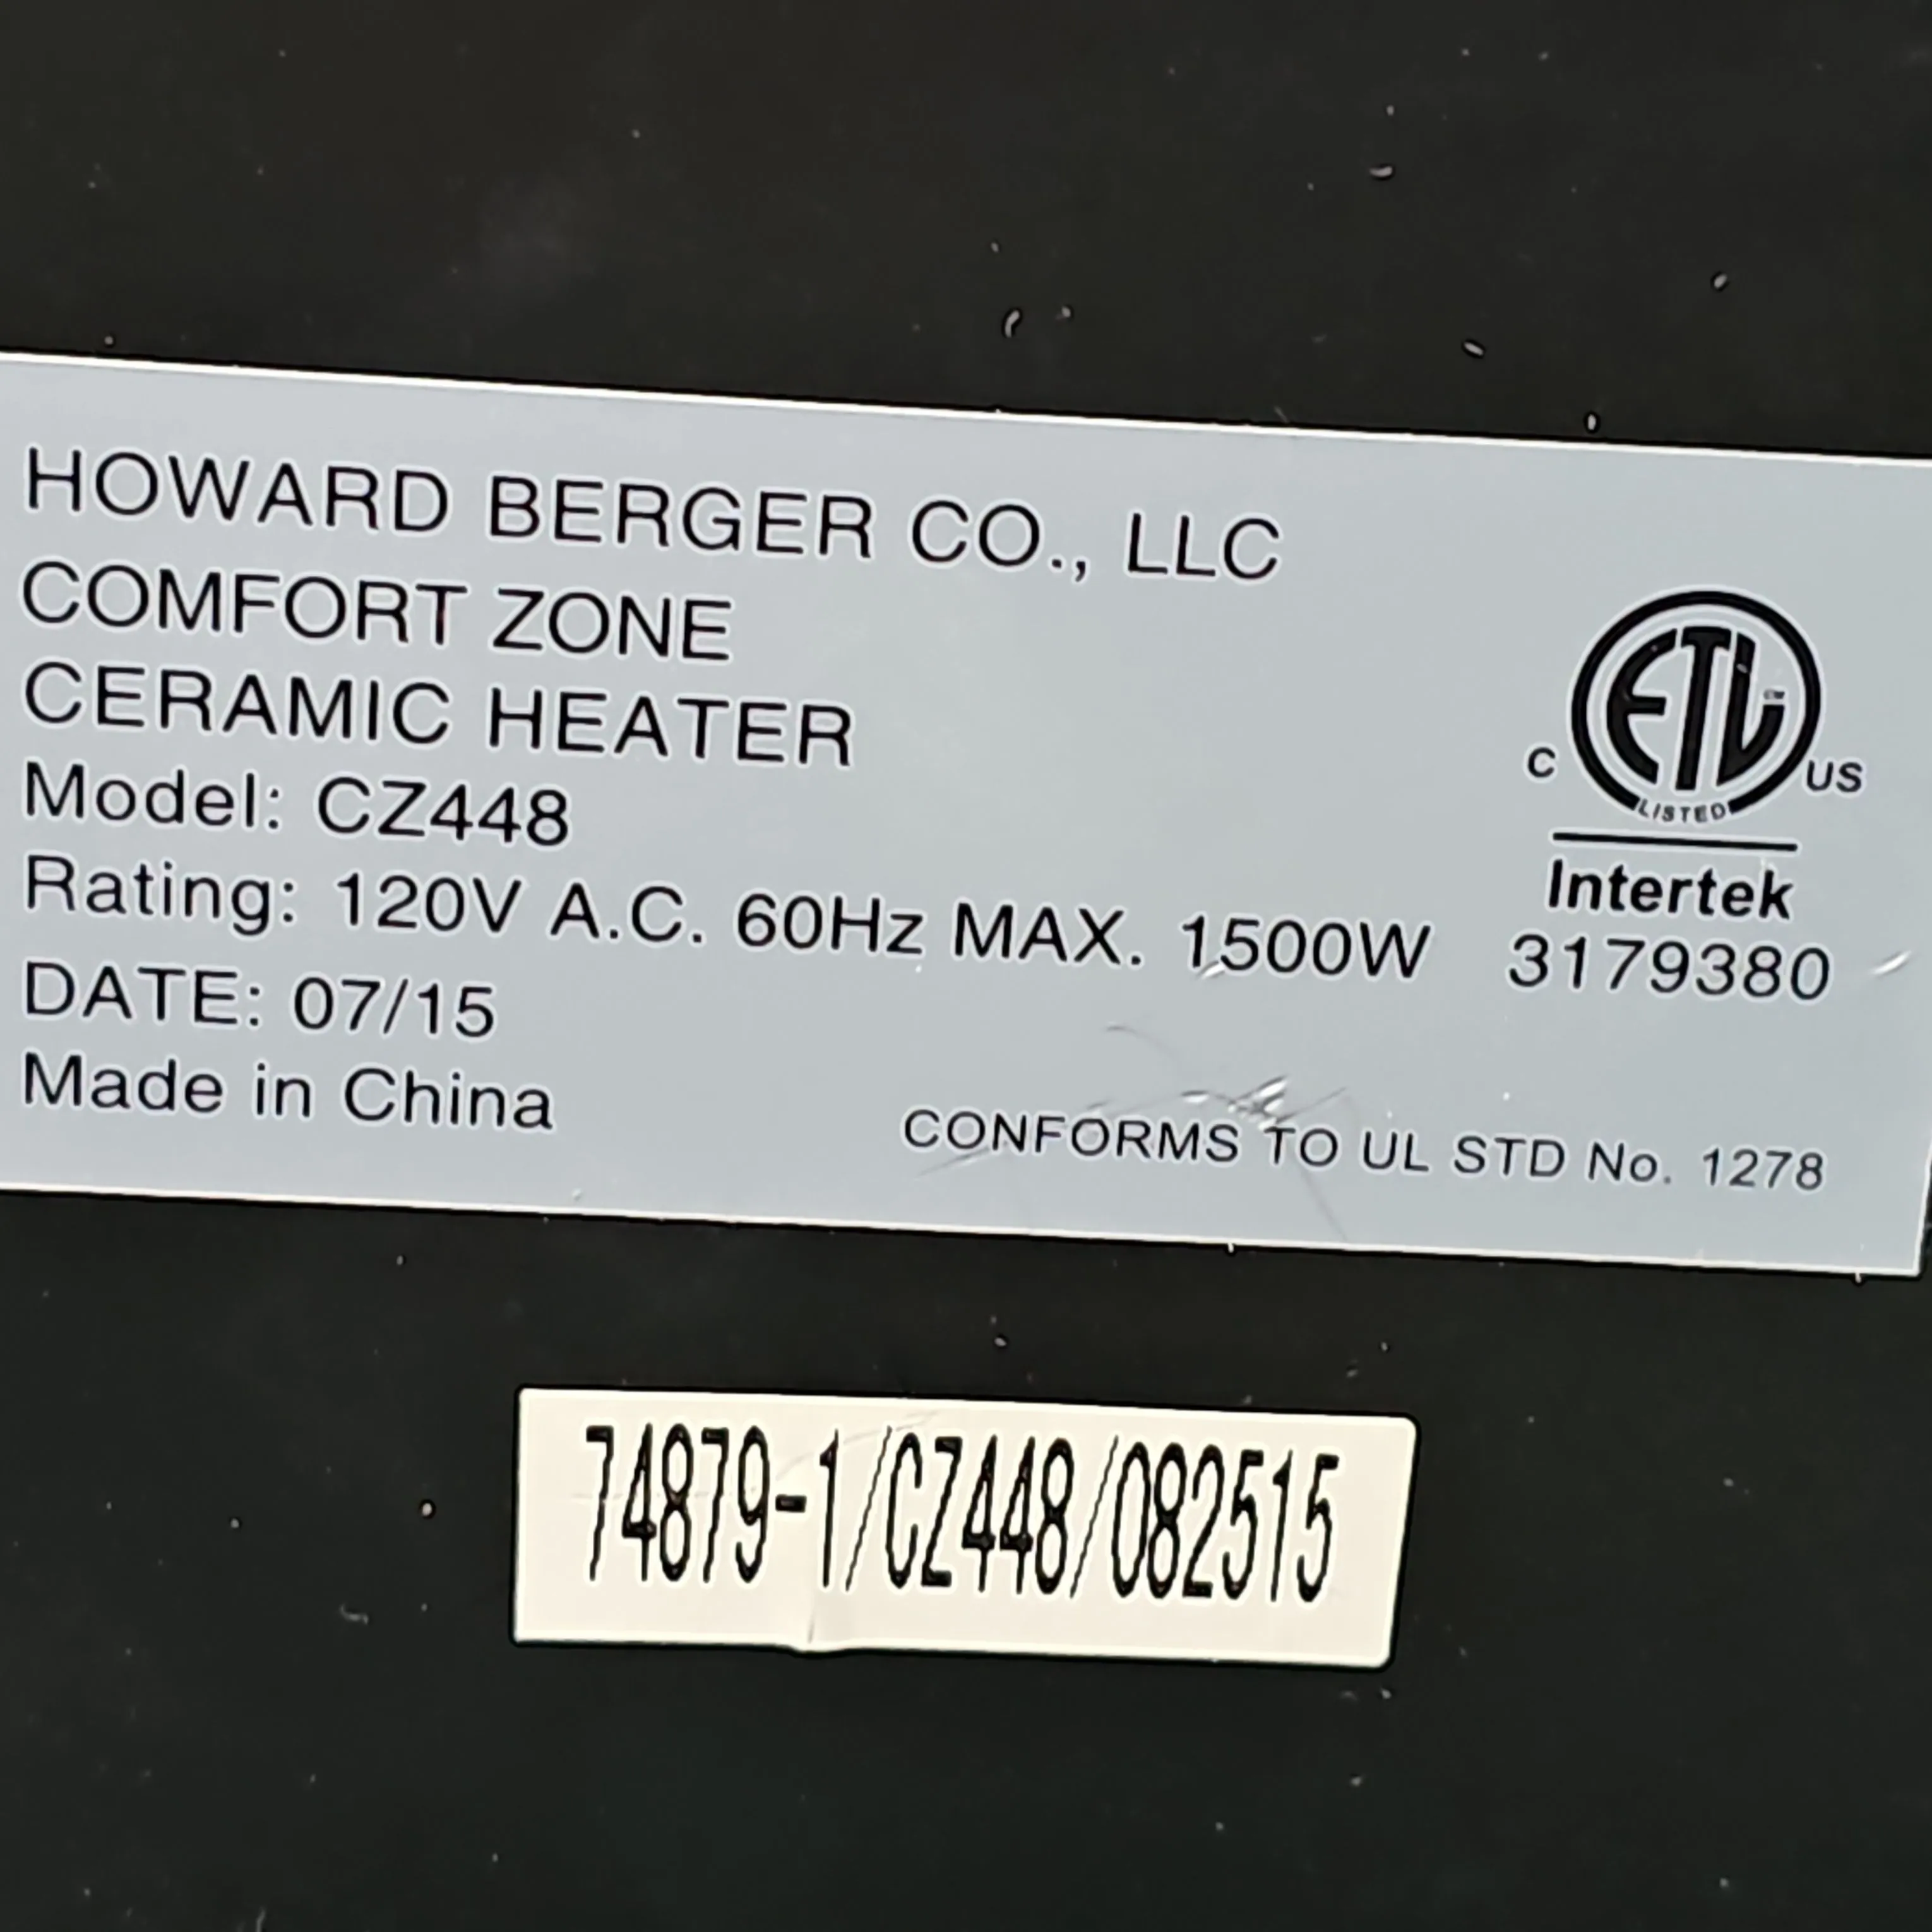 HOWARD BERGER CO., LLC
COMFORT ZONE
CERAMIC HEATER
Model: CZ448
Rating: 120V A.C. 60Hz MAX. 1500W
DATE: 07/15
Made in China
ETL CM
C US
LISTED
Intertek
3179380
CONFORMS TO UL STD No. 1278
74879-1/CZ448/082515